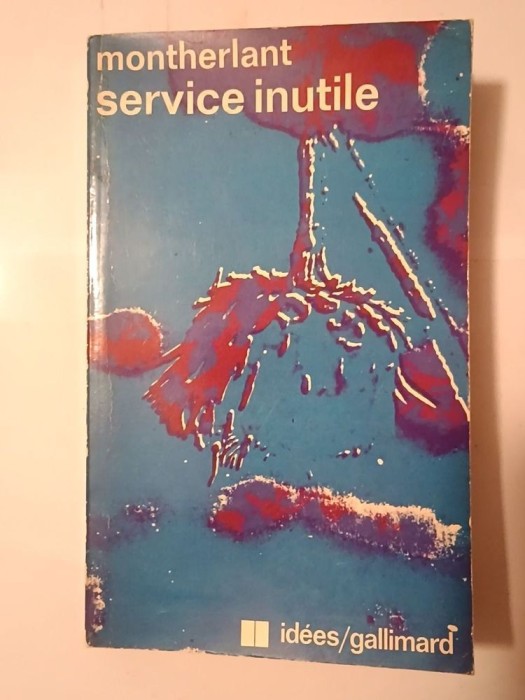 montherlant
service inutile
idées/gallimard